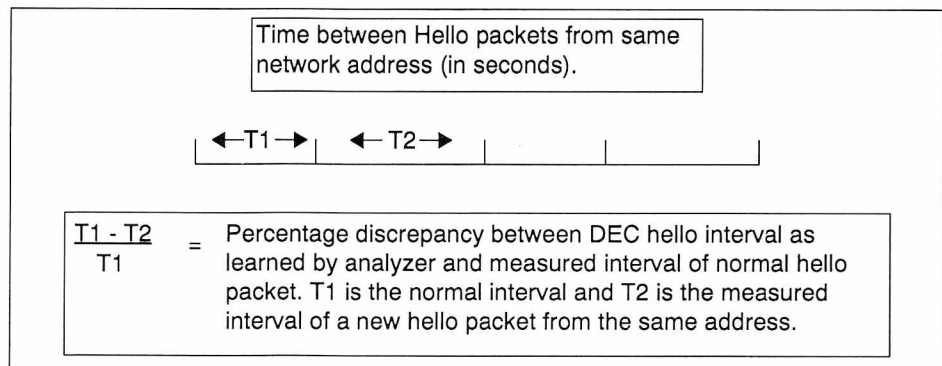 Time between Hello packets from same
network address (in seconds).
T1 T2
T1 - T2
T1
= Percentage discrepancy between DEC hello interval as
learned by analyzer and measured interval of normal hello
packet. T1 is the normal interval and T2 is the measured
interval of a new hello packet from the same address.